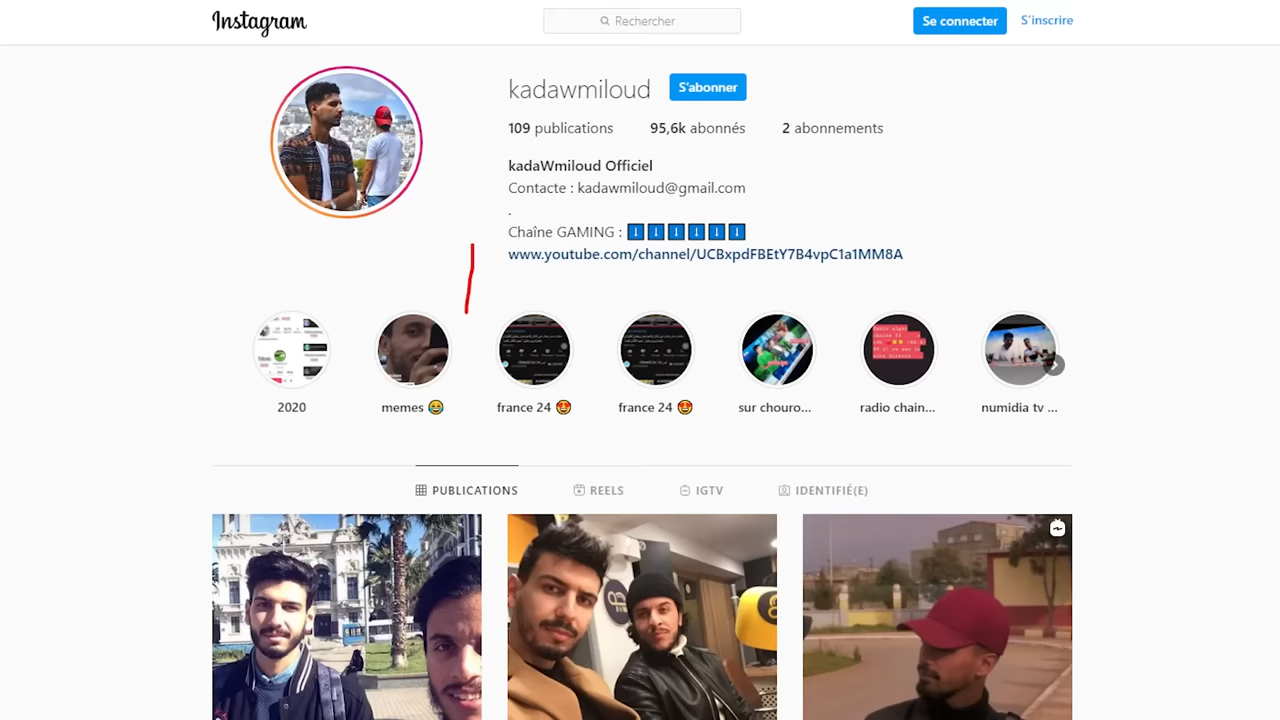 Instagram
Rechercher
Se connecter
S'inscrire
kadawmiloud
S'abonner
109 publications
95,6k abonnés
2 abonnements
kadaWmiloud Officiel
Contacte : kadawmiloud@gmail.com
.
Chaîne GAMING : ⬇️⬇️⬇️⬇️⬇️⬇️
www.youtube.com/channel/UCBxpdFBEtY7B4vpC1a1MM8A
2020
memes 😂
france 24 😍
france 24 😍
sur chouro...
radio chain...
numidia tv ...
PUBLICATIONS
REELS
IGTV
IDENTIFIÉ(E)